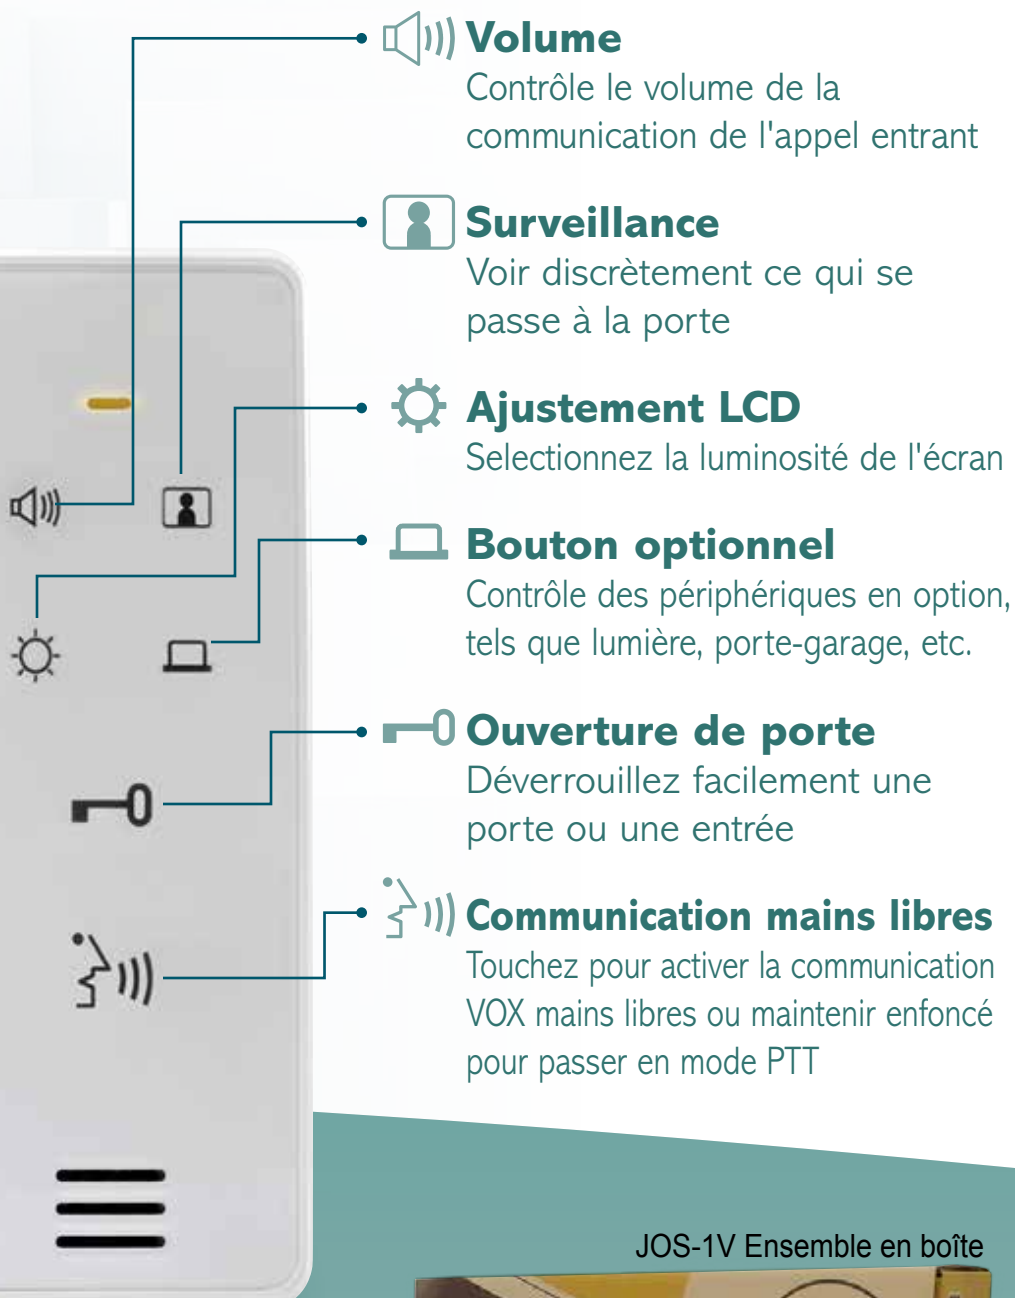 Volume
Contrôle le volume de la
communication de l'appel entrant
Surveillance
Voir discrètement ce qui se
passe à la porte
Ajustement LCD
Selectionnez la luminosité de l'écran
Bouton optionnel
Contrôle des périphériques en option,
tels que lumière, porte-garage, etc.
Ouverture de porte
Déverrouillez facilement une
porte ou une entrée
Communication mains libres
Touchez pour activer la communication
VOX mains libres ou maintenir enfoncé
pour passer en mode PTT
JOS-1V Ensemble en boîte